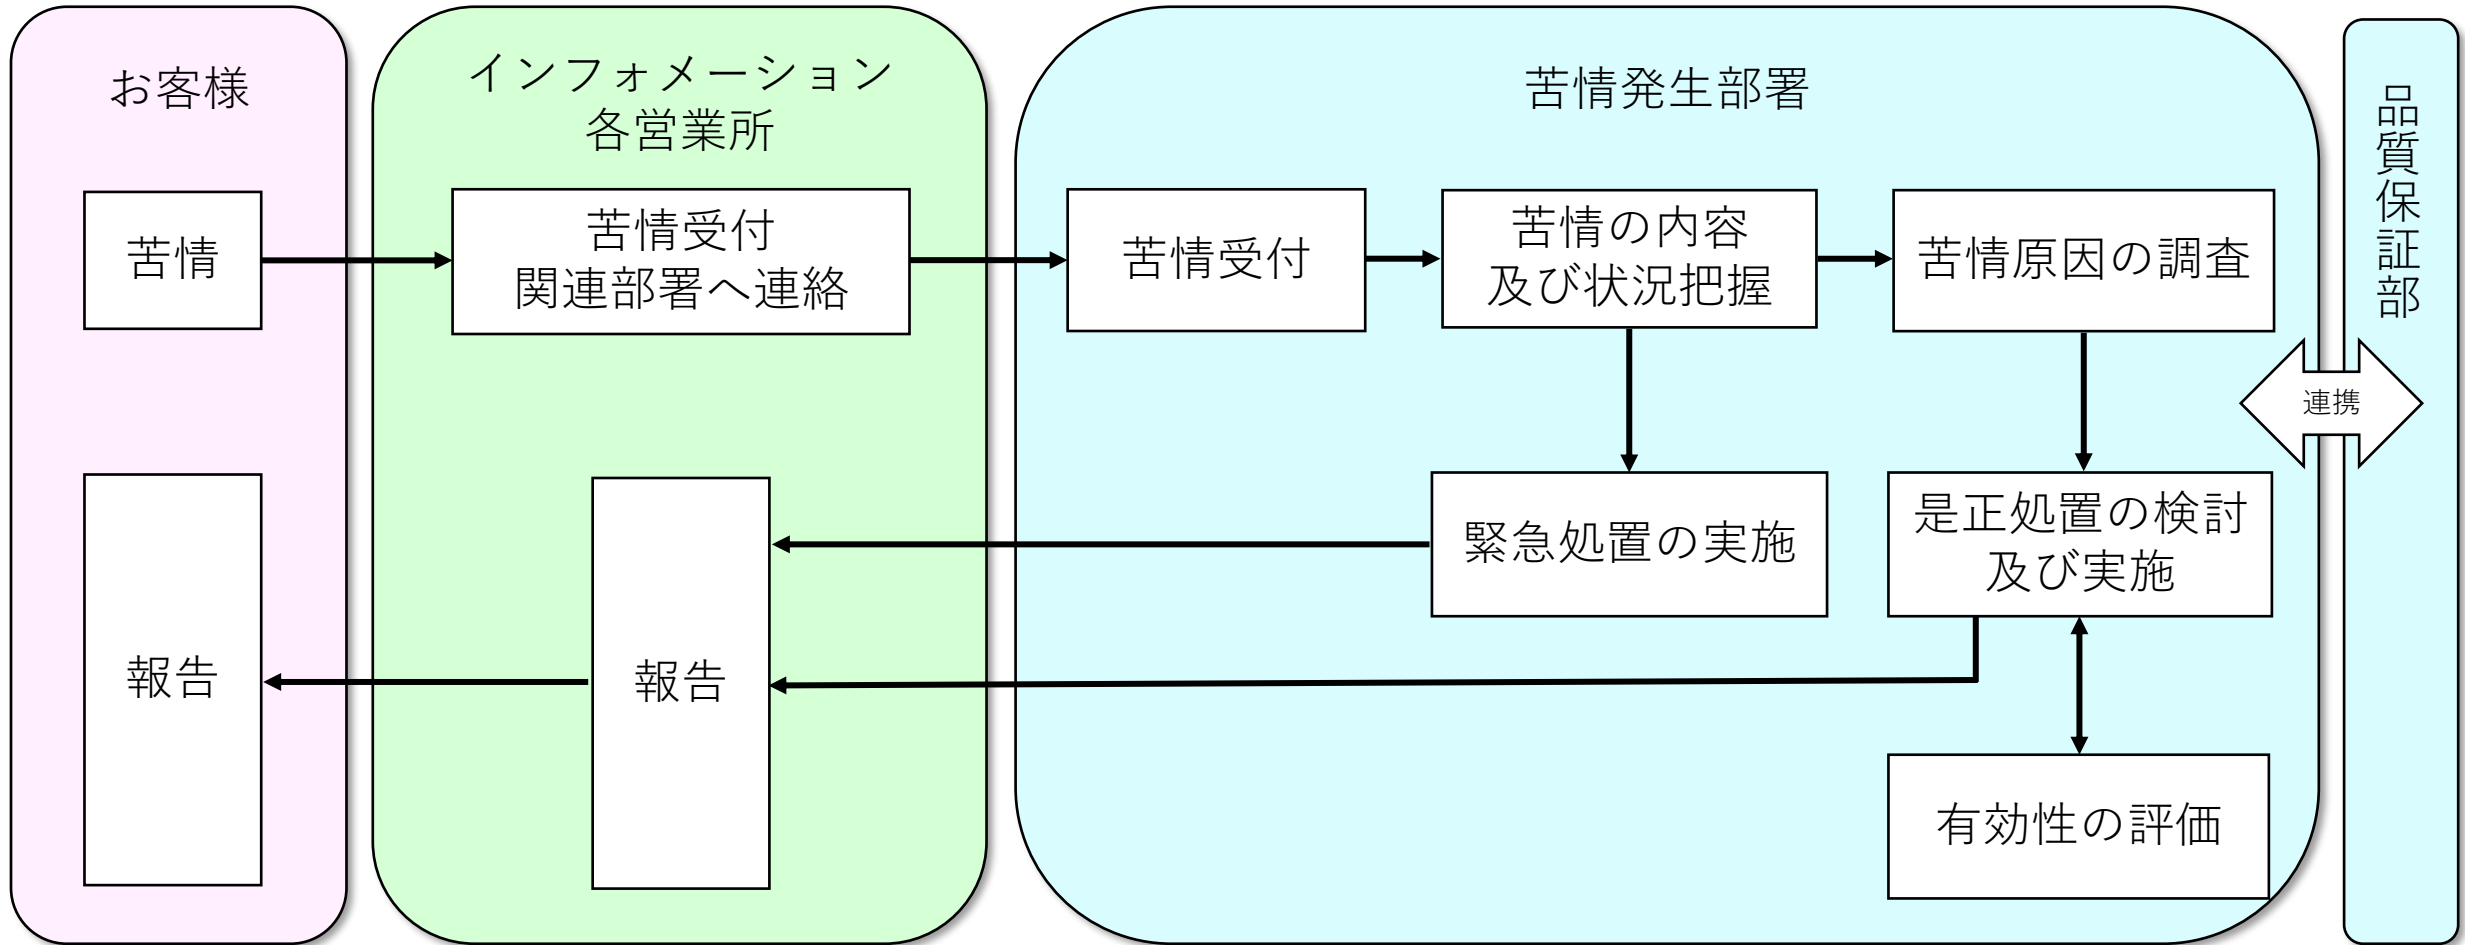 お客様
インフォメーション
各営業所
苦情発生部署
品質保証部
苦情
苦情受付
関連部署へ連絡
苦情受付
苦情の内容
及び状況把握
苦情原因の調査
連携
緊急処置の実施
是正処置の検討
及び実施
報告
報告
有効性の評価